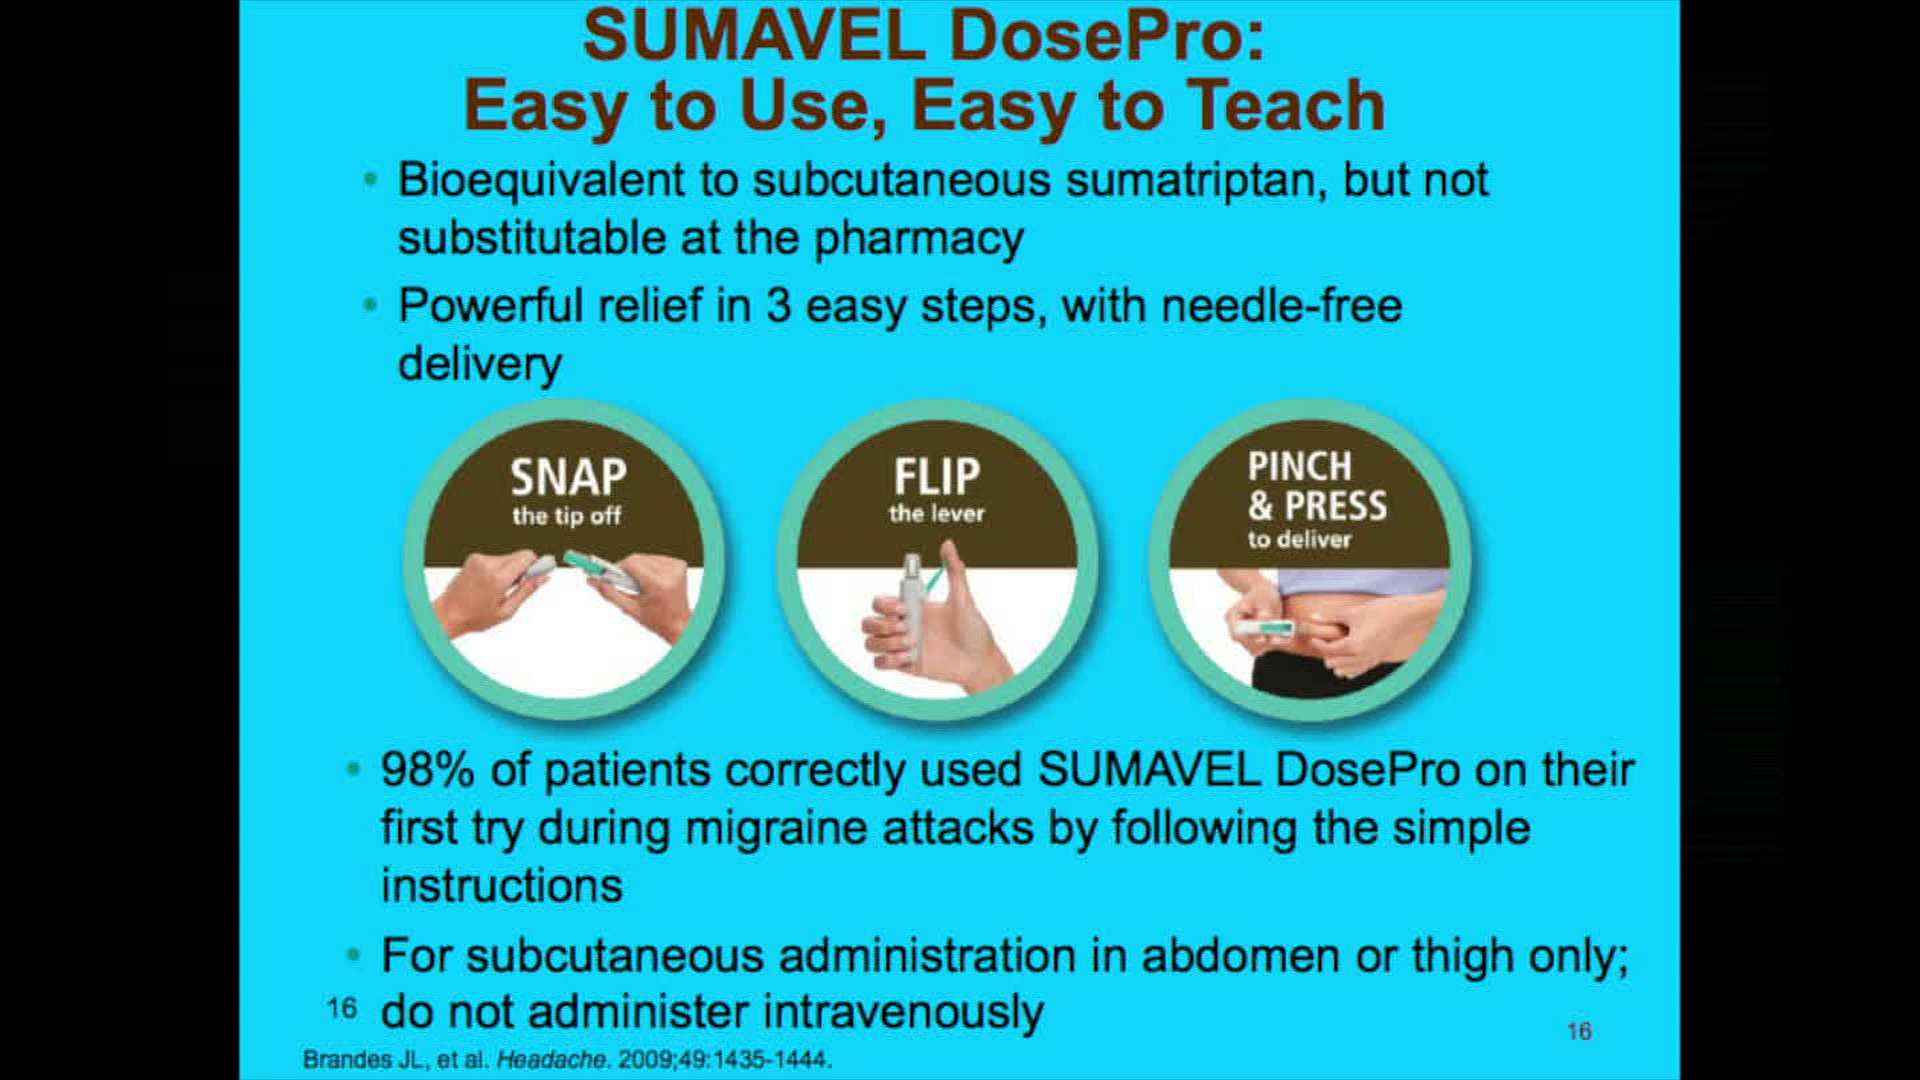 SUMAVEL DosePro:
Easy to Use, Easy to Teach
• Bioequivalent to subcutaneous sumatriptan, but not
substitutable at the pharmacy
• Powerful relief in 3 easy steps, with needle-free
delivery
SNAP
the tip off
FLIP
the lever
PINCH
& PRESS
to deliver
• 98% of patients correctly used SUMAVEL DosePro on their
first try during migraine attacks by following the simple
instructions
• For subcutaneous administration in abdomen or thigh only;
do not administer intravenously
16
16
Brandes JL, et al. Headache. 2009;49:1435-1444.